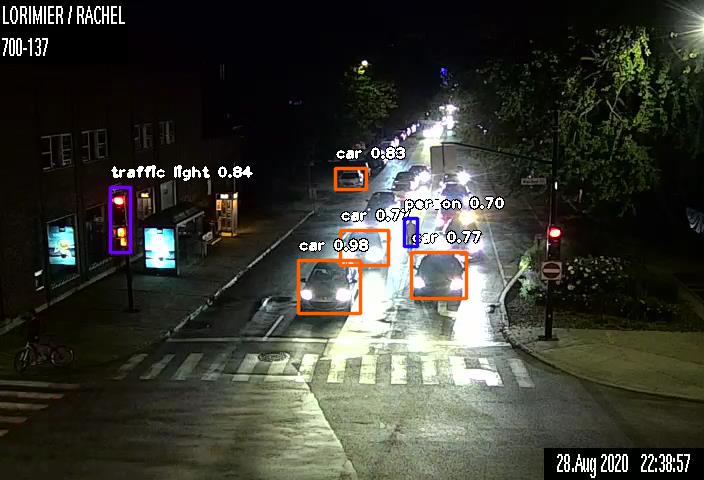 LORIMIER / RACHEL
700-137
car 0.83
traffic light 0.84
person 0.70
car 0.77
car 0.98
car 0.77
28.Aug 2020 22:38:57